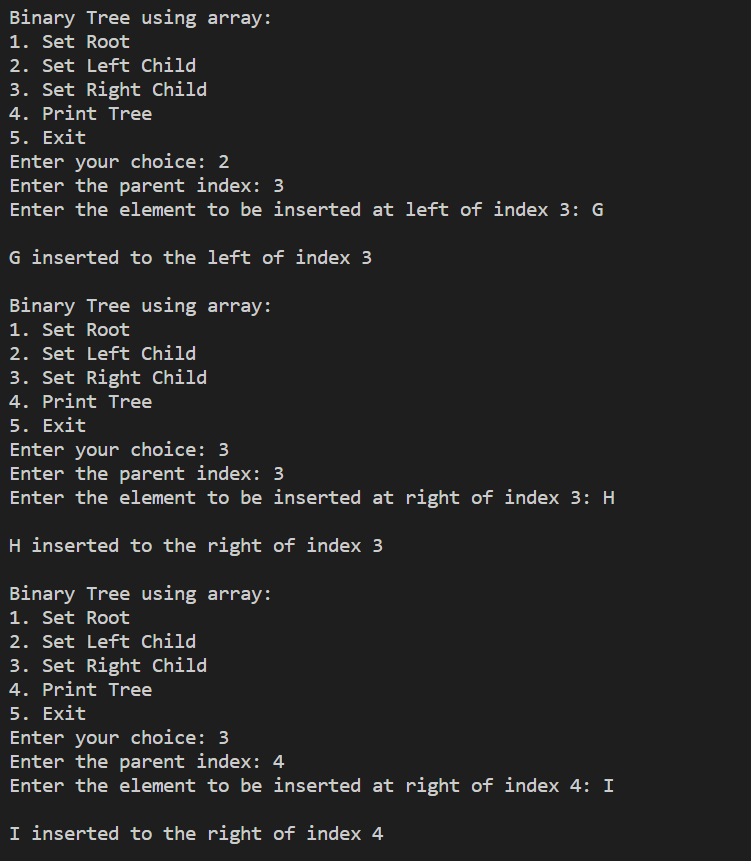 Binary Tree using array:
1. Set Root
2. Set Left Child
3. Set Right Child
4. Print Tree
5. Exit
Enter your choice: 2
Enter the parent index: 3
Enter the element to be inserted at left of index 3: G
G inserted to the left of index 3
Binary Tree using array:
1. Set Root
2. Set Left Child
3. Set Right Child
4. Print Tree
5. Exit
Enter your choice: 3
Enter the parent index: 3
Enter the element to be inserted at right of index 3: H
H inserted to the right of index 3
Binary Tree using array:
1. Set Root
2. Set Left Child
3. Set Right Child
4. Print Tree
5. Exit
Enter your choice: 3
Enter the parent index: 4
Enter the element to be inserted at right of index 4: I
I inserted to the right of index 4